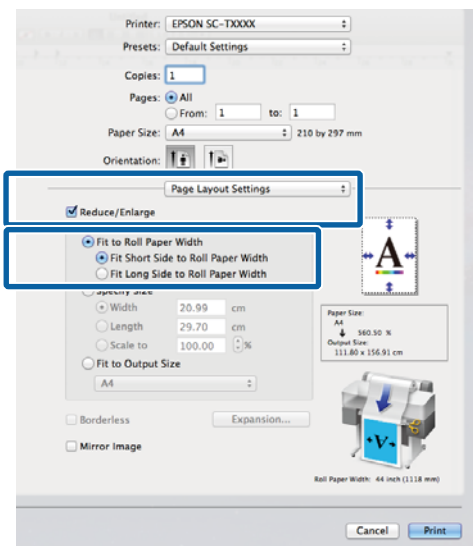 Printer: EPSON SC-TXXXX
Presets: Default Settings
Copies: 1
Pages: All
From: 1 to: 1
Paper Size: A4 210 by 297 mm
Orientation:
Page Layout Settings
Reduce/Enlarge
Fit to Roll Paper Width
Fit Short Side to Roll Paper Width
Fit Long Side to Roll Paper Width
Specify Size
Width 20.99 cm
Length 29.70 cm
Scale to 100.00 %
Fit to Output Size
A4
Borderless Expansion...
Mirror Image
A
Paper Size:
A4
560.50 %
Output Size:
111.80 x 156.91 cm
A
Roll Paper Width: 44 inch (1118 mm)
Cancel Print